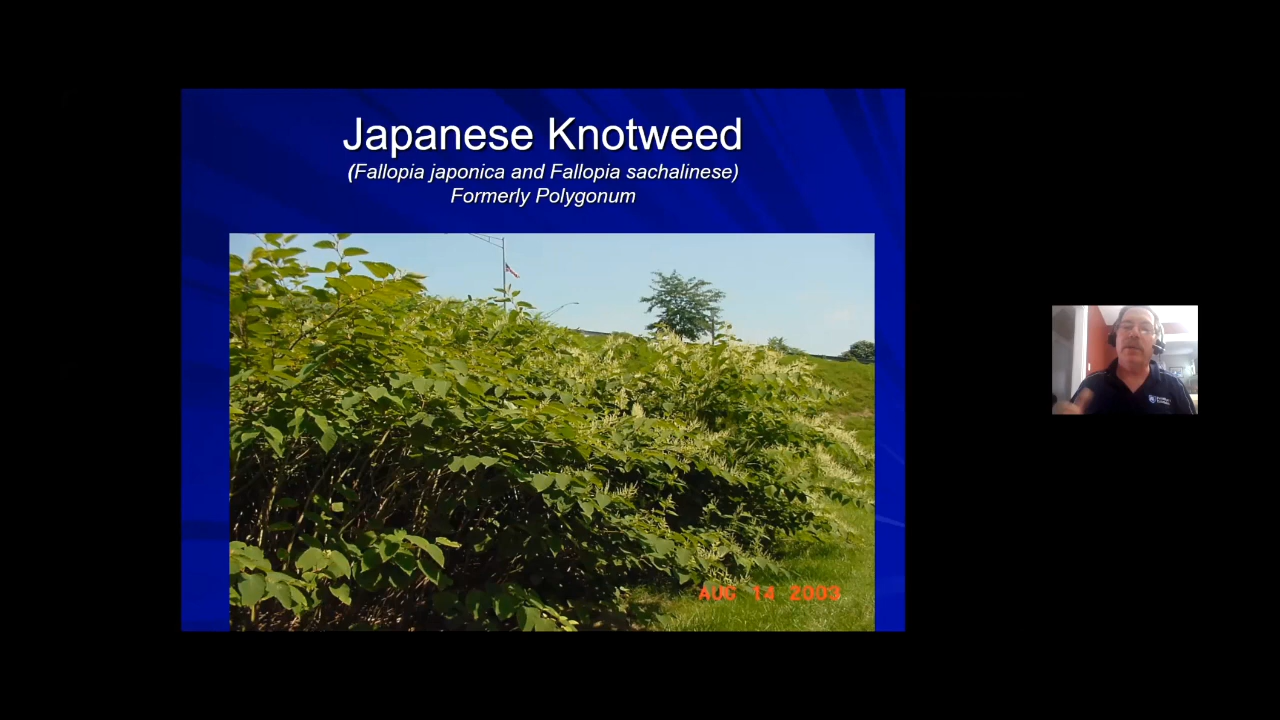 Japanese Knotweed
(Fallopia japonica and Fallopia sachalinese)
Formerly Polygonum
AUG 14 2003